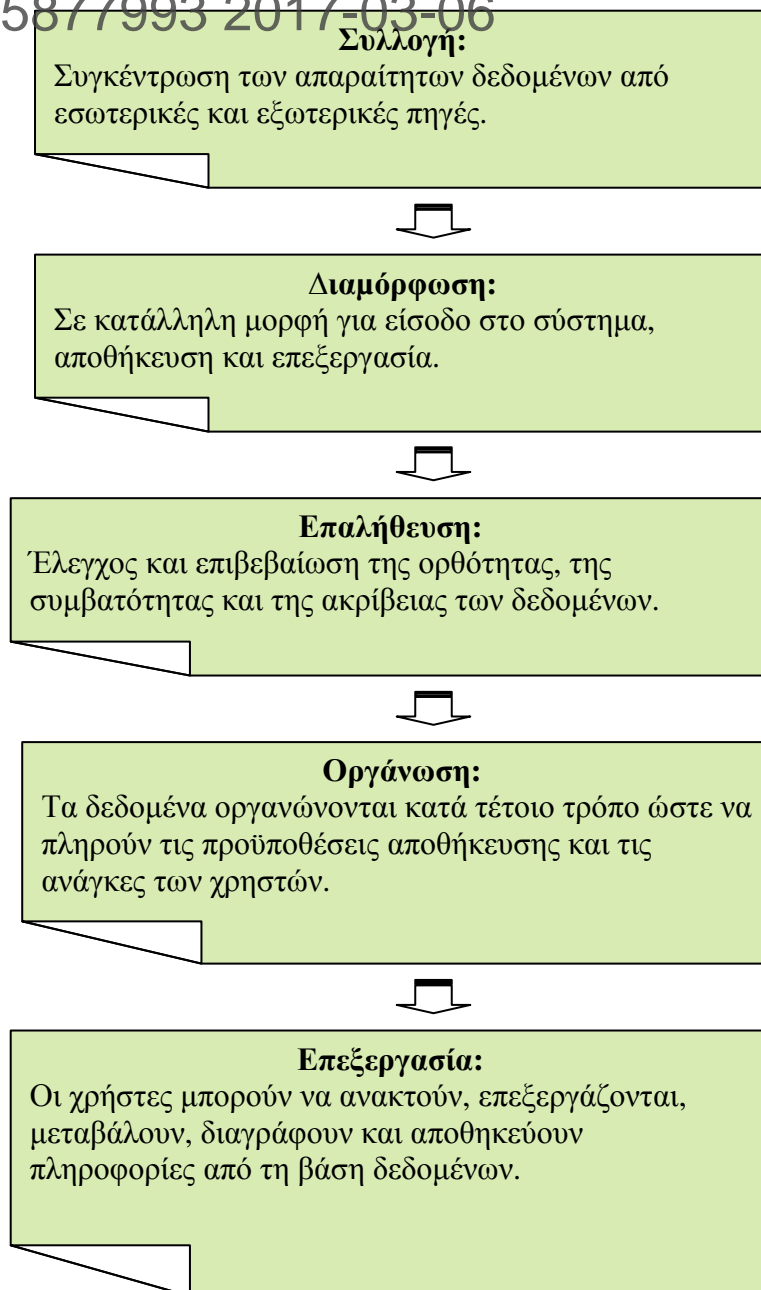 5877993 2017-03-06
Συλλογή:
Συγκέντρωση των απαραίτητων δεδομένων από
εσωτερικές και εξωτερικές πηγές.
Διαμόρφωση:
Σε κατάλληλη μορφή για είσοδο στο σύστημα,
αποθήκευση και επεξεργασία.
Επαλήθευση:
Έλεγχος και επιβεβαίωση της ορθότητας, της
συμβατότητας και της ακρίβειας των δεδομένων.
Οργάνωση:
Τα δεδομένα οργανώνονται κατά τέτοιο τρόπο ώστε να
πληρούν τις προϋποθέσεις αποθήκευσης και τις
ανάγκες των χρηστών.
Επεξεργασία:
Οι χρήστες μπορούν να ανακτούν, επεξεργάζονται,
μεταβάλουν, διαγράφουν και αποθηκεύουν
πληροφορίες από τη βάση δεδομένων.